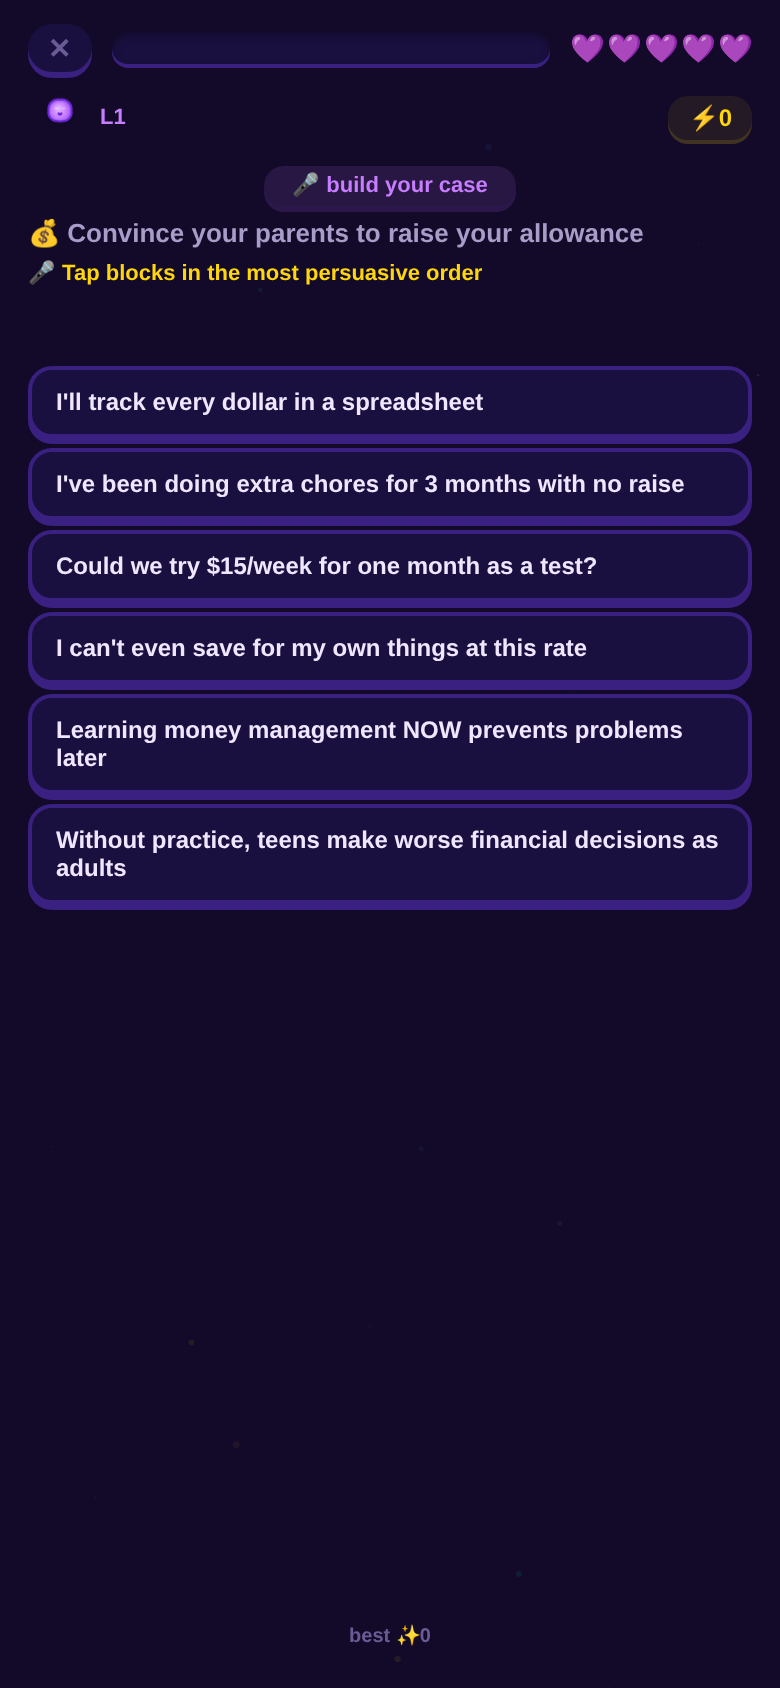 ✕ 💜💜💜💜💜
L1 ⚡0
🎤 build your case
💰 Convince your parents to raise your allowance
🎤 Tap blocks in the most persuasive order
I'll track every dollar in a spreadsheet
I've been doing extra chores for 3 months with no raise
Could we try $15/week for one month as a test?
I can't even save for my own things at this rate
Learning money management NOW prevents problems
later
Without practice, teens make worse financial decisions as
adults
best ✨0